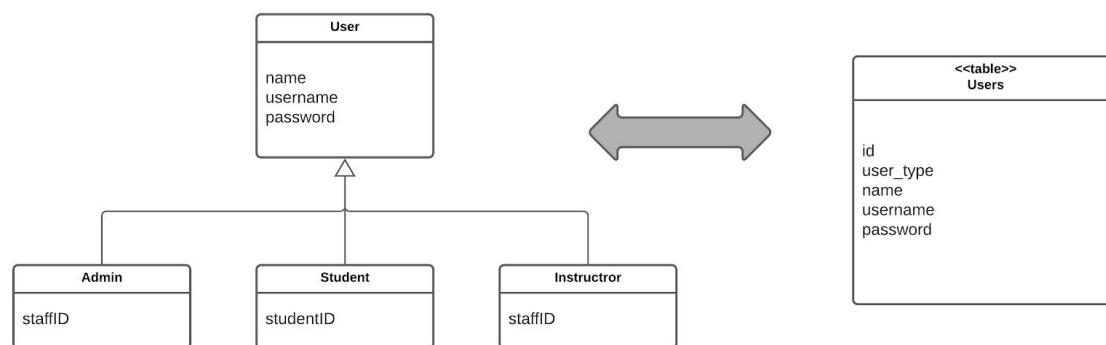 User
name
username
password
<<table>>
Users
id
user_type
name
username
password
Admin
staffID
Student
studentID
Instructror
staffID